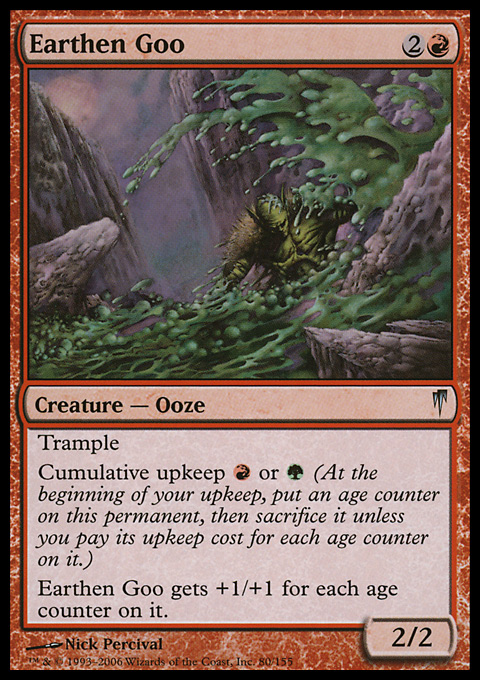 Earthen Goo 2
Creature — Ooze
Trample
Cumulative upkeep or (At the
beginning of your upkeep, put an age counter
on this permanent, then sacrifice it unless
you pay its upkeep cost for each age counter
on it.)
Earthen Goo gets +1/+1 for each age
counter on it.
2/2
Nick Percival
™ & © 1993–2006 Wizards of the Coast, Inc. 80/155